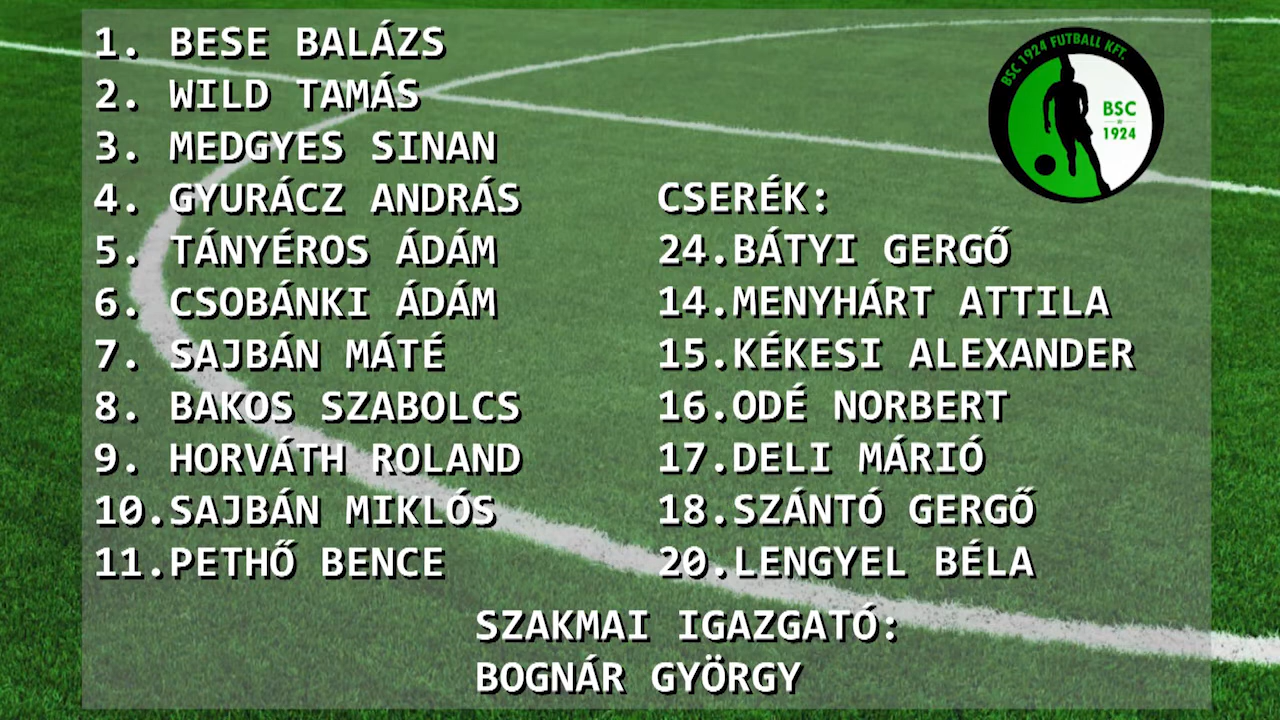 1. BESE BALÁZS
2. WILD TAMÁS
3. MEDGYES SINAN
4. GYURÁCZ ANDRÁS
5. TÁNYÉROS ÁDÁM
6. CSOBÁNKI ÁDÁM
7. SAJBÁN MÁTÉ
8. BAKOS SZABOLCS
9. HORVÁTH ROLAND
10.SAJBÁN MIKLÓS
11.PETHŐ BENCE
BSC 1924 FUTBALL KFT.
BSC
1924
CSERÉK:
24.BÁTYI GERGŐ
14.MENYHÁRT ATTILA
15.KÉKESI ALEXANDER
16.ODÉ NORBERT
17.DELI MÁRIÓ
18.SZÁNTÓ GERGŐ
20.LENGYEL BÉLA
SZAKMAI IGAZGATÓ:
BOGNÁR GYÖRGY